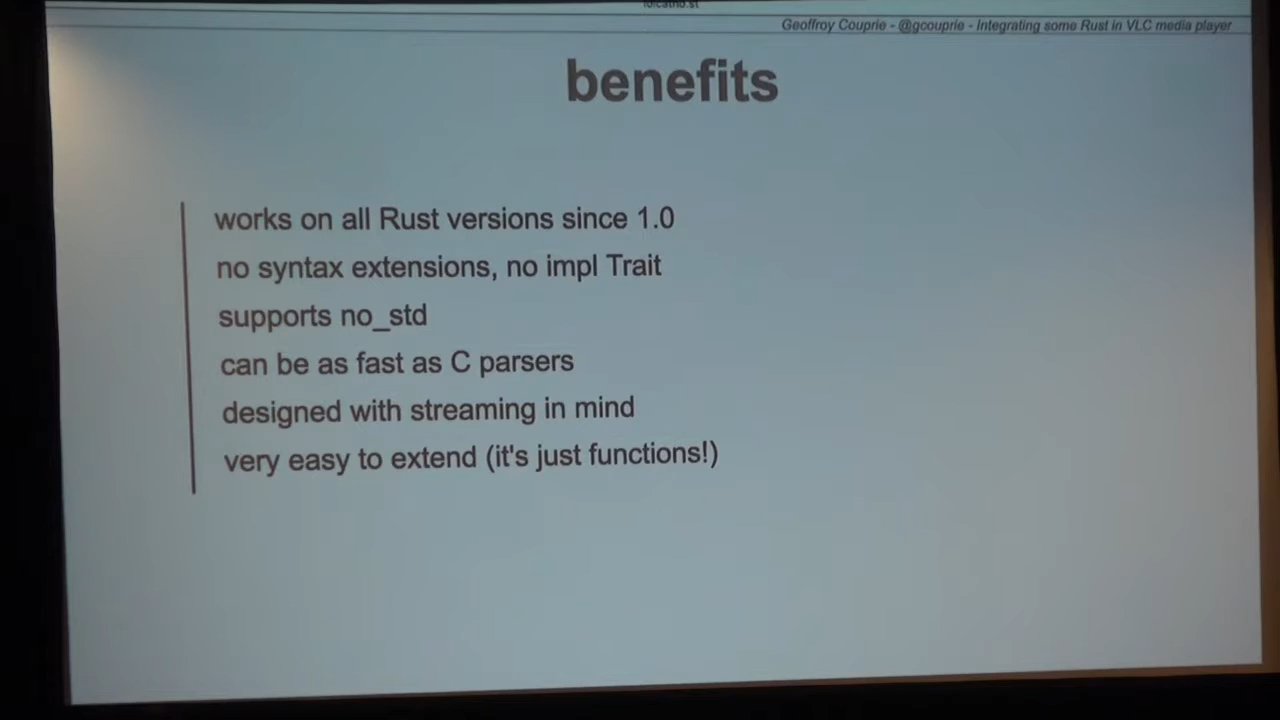 Geoffroy Couprie - @gcouprie - Integrating some Rust in VLC media player
benefits
works on all Rust versions since 1.0
no syntax extensions, no impl Trait
supports no_std
can be as fast as C parsers
designed with streaming in mind
very easy to extend (it's just functions!)